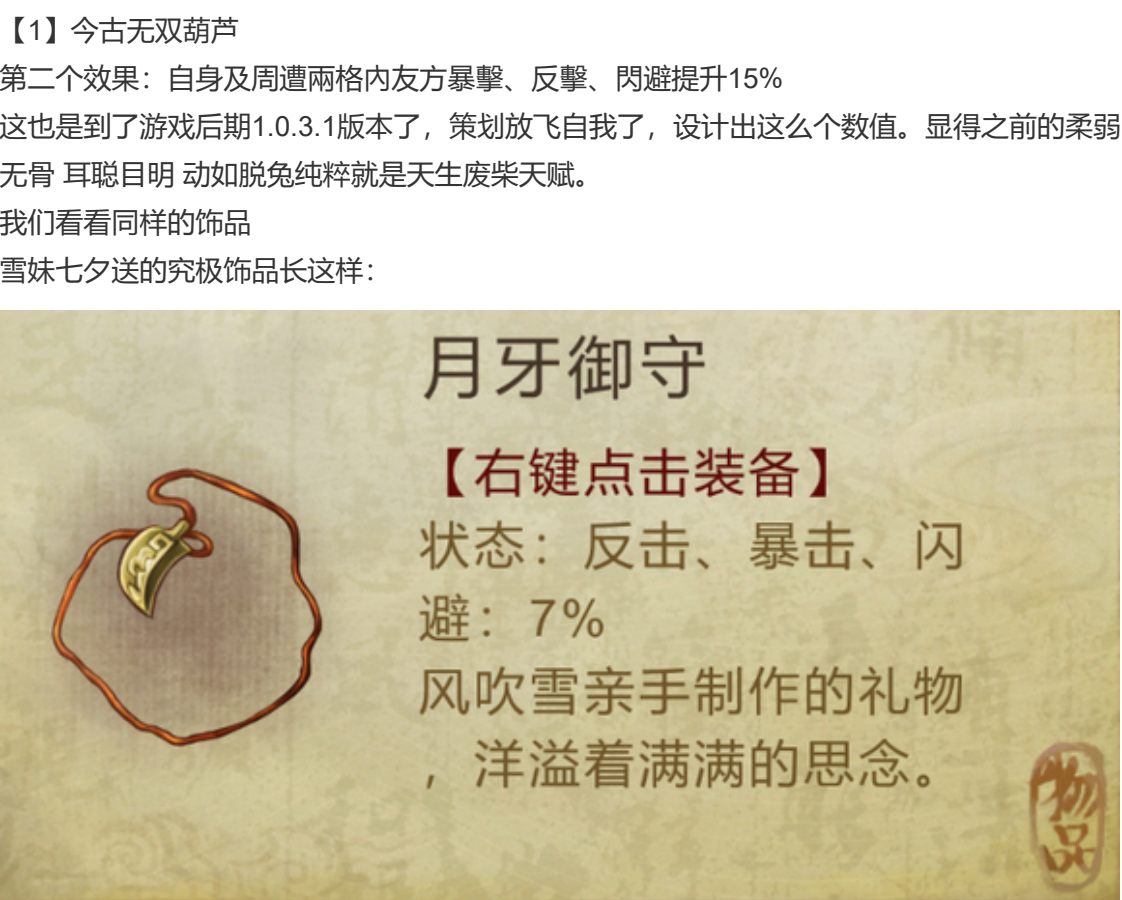 【1】今古无双葫芦
第二个效果：自身及周遭兩格内友方暴擊、反擊、閃避提升15%
这也是到了游戏后期1.0.3.1版本了，策划放飞自我了，设计出这么个数值。显得之前的柔弱
无骨 耳聪目明 动如脱兔纯粹就是天生废柴天赋。
我们看看同样的饰品
雪妹七夕送的究极饰品长这样：
月牙御守
【右键点击装备】
状态：反击、暴击、闪
避：7%
风吹雪亲手制作的礼物
，洋溢着满满的思念。
物品